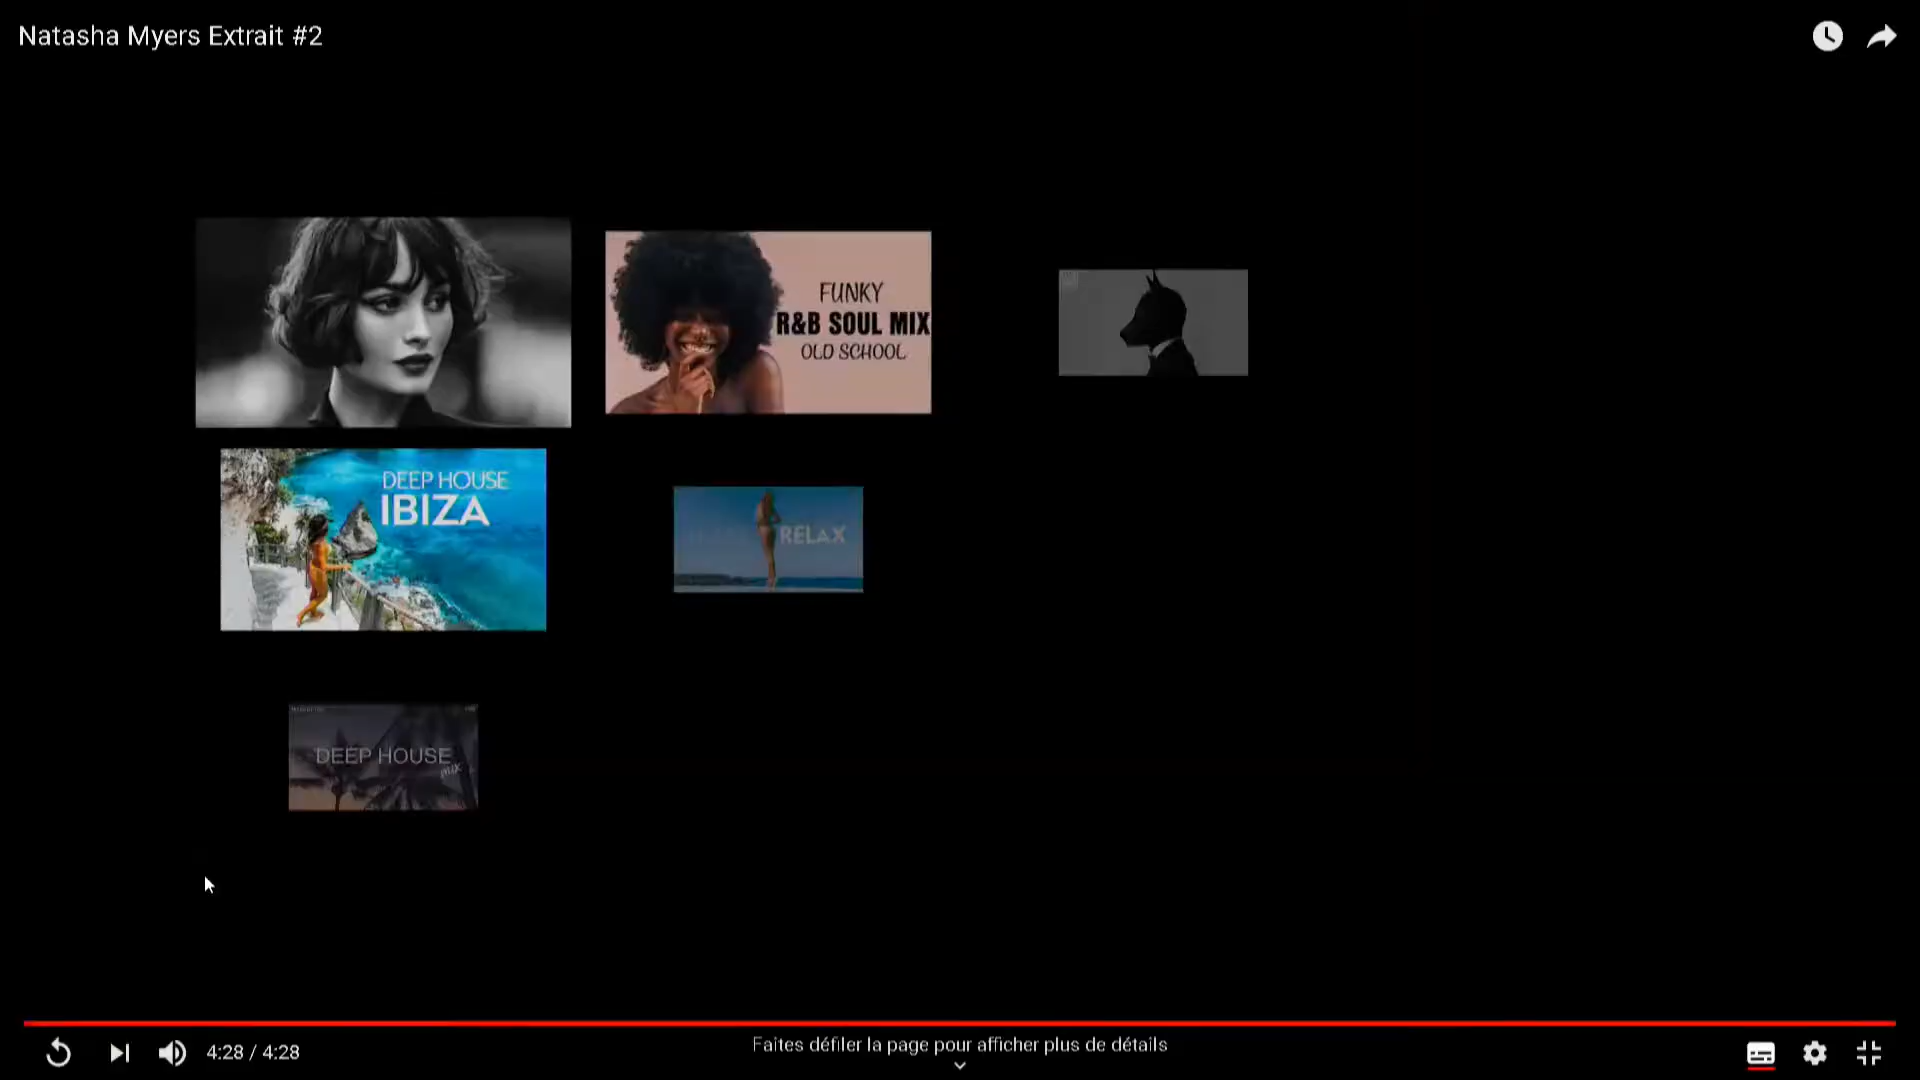 Natasha Myers Extrait #2
FUNKY
R&B SOUL MIX
OLD SCHOOL
DEEP HOUSE
IBIZA
RELAX
DEEP HOUSE
mix
4:28 / 4:28
Faites défiler la page pour afficher plus de détails